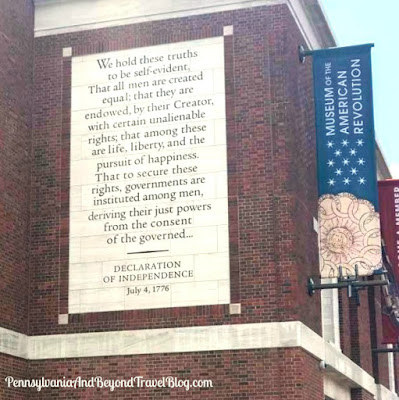 We hold these truths
to be self-evident,
That all men are created
equal; that they are
endowed, by their Creator,
with certain unalienable
rights; that among these
are life, liberty, and the
pursuit of happiness.
That to secure these
rights, governments are
instituted among men,
deriving their just powers
from the consent
of the governed...
DECLARATION
OF INDEPENDENCE
July 4, 1776
MUSEUM OF THE
AMERICAN
REVOLUTION
A MEMBER
PennsylvaniaAndBeyondTravelBlog.com